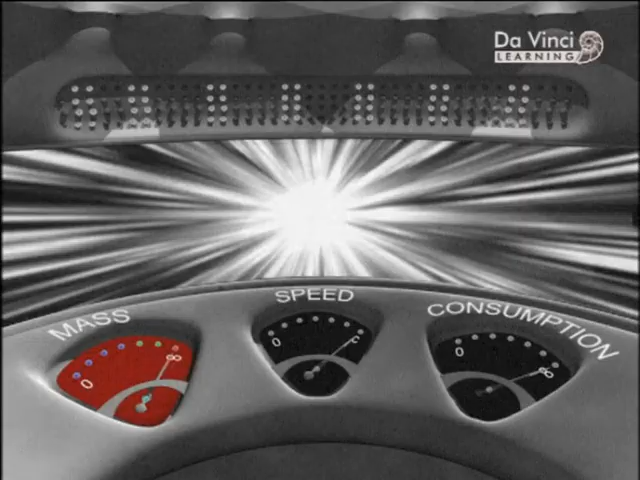 Da Vinci
LEARNING
MASS
SPEED
CONSUMPTION
0
∞
0
c
0
∞